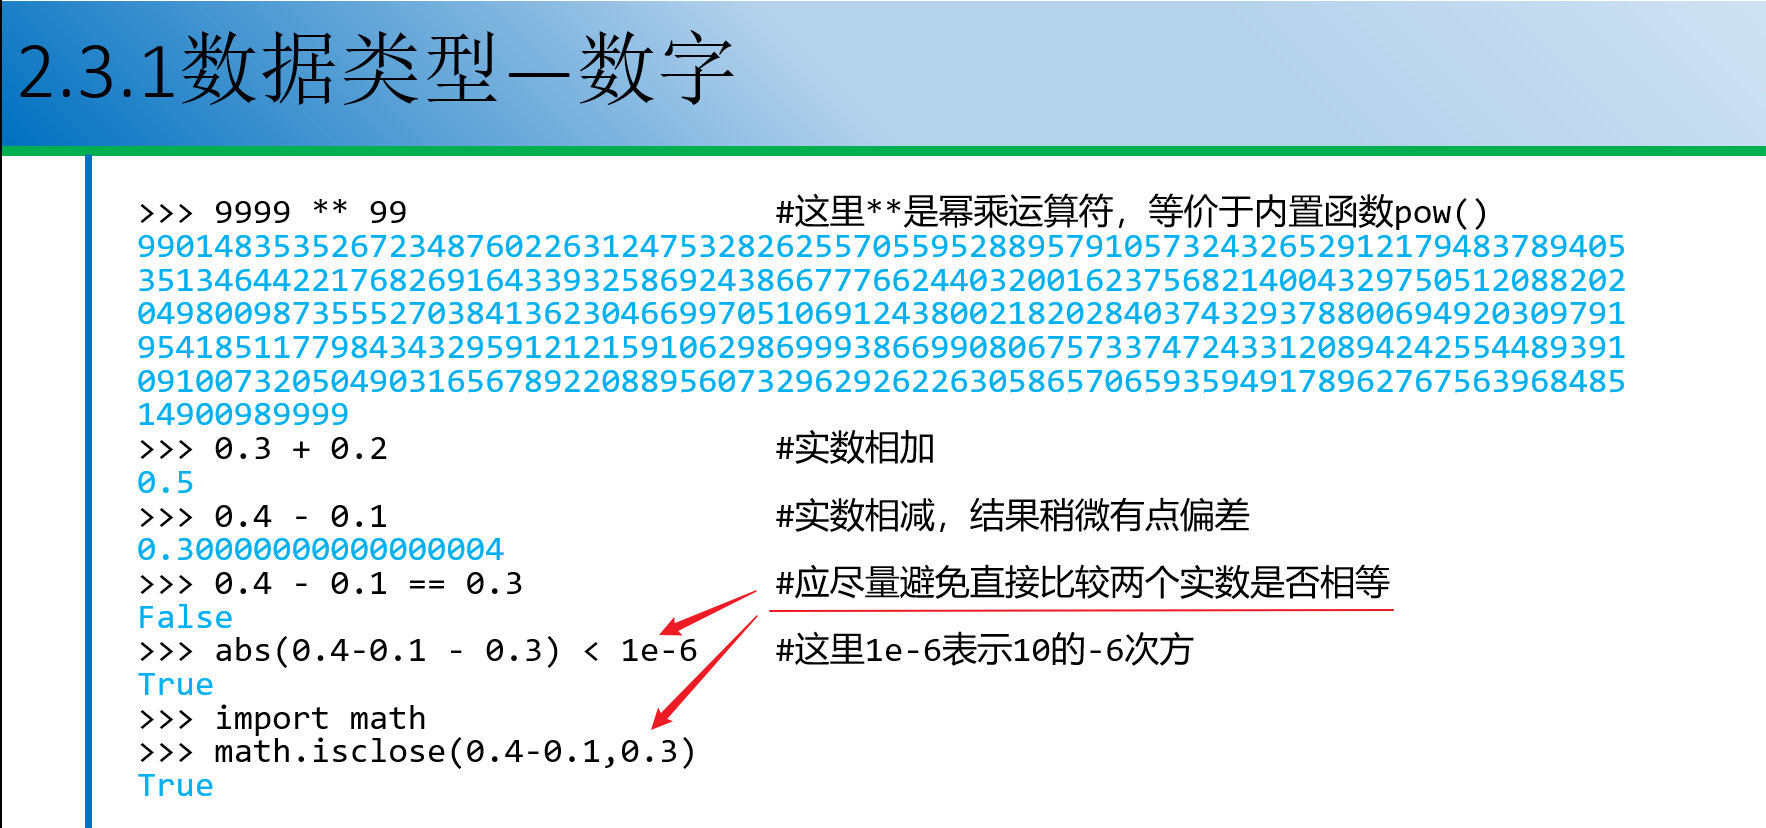 2.3.1数据类型—数字
>>> 9999 ** 99 #这里**是幂乘运算符，等价于内置函数pow()
99014835352672348760226312475328262557055952889579105732432652912179483789405
35134644221768269164339325869243866777662440320016237568214004329750512088202
04980098735552703841362304669970510691243800218202840374329378800694920309791
95418511779843432959121215910629869993866990806757337472433120894242554489391
09100732050490316567892208895607329629262263058657065935949178962767563968485
14900989999
>>> 0.3 + 0.2 #实数相加
0.5
>>> 0.4 - 0.1 #实数相减，结果稍微有点偏差
0.30000000000000004
>>> 0.4 - 0.1 == 0.3 #应尽量避免直接比较两个实数是否相等
False
>>> abs(0.4-0.1 - 0.3) < 1e-6 #这里1e-6表示10的-6次方
True
>>> import math
>>> math.isclose(0.4-0.1,0.3)
True